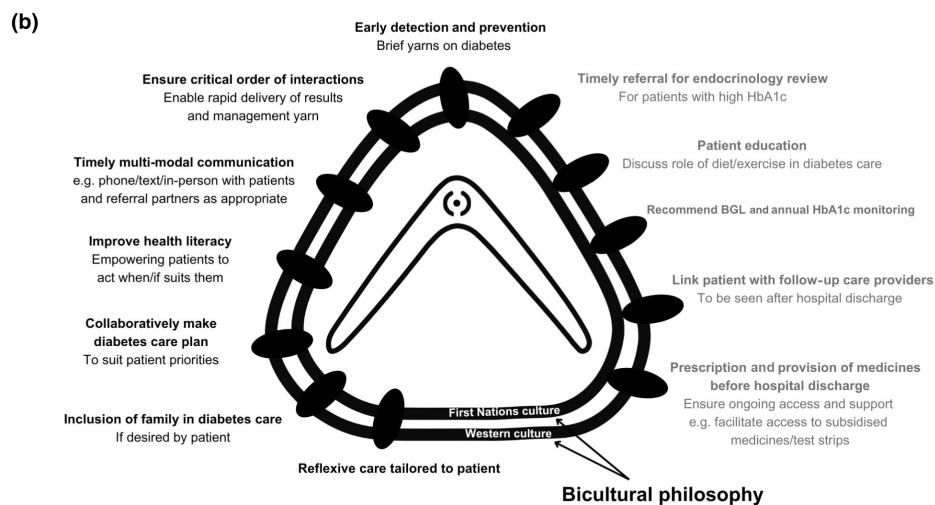 (b)
Early detection and prevention
Brief yarns on diabetes
Ensure critical order of interactions
Enable rapid delivery of results
and management yarn
Timely multi-modal communication
e.g. phone/text/in-person with patients
and referral partners as appropriate
Improve health literacy
Empowering patients to
act when/if suits them
Collaboratively make
diabetes care plan
To suit patient priorities
Inclusion of family in diabetes care
If desired by patient
Reflexive care tailored to patient
Timely referral for endocrinology review
For patients with high HbA1c
Patient education
Discuss role of diet/exercise in diabetes care
Recommend BGL and annual HbA1c monitoring
Link patient with follow-up care providers
To be seen after hospital discharge
Prescription and provision of medicines
before hospital discharge
Ensure ongoing access and support
e.g. facilitate access to subsidised
medicines/test strips
First Nations culture
Western culture
Bicultural philosophy